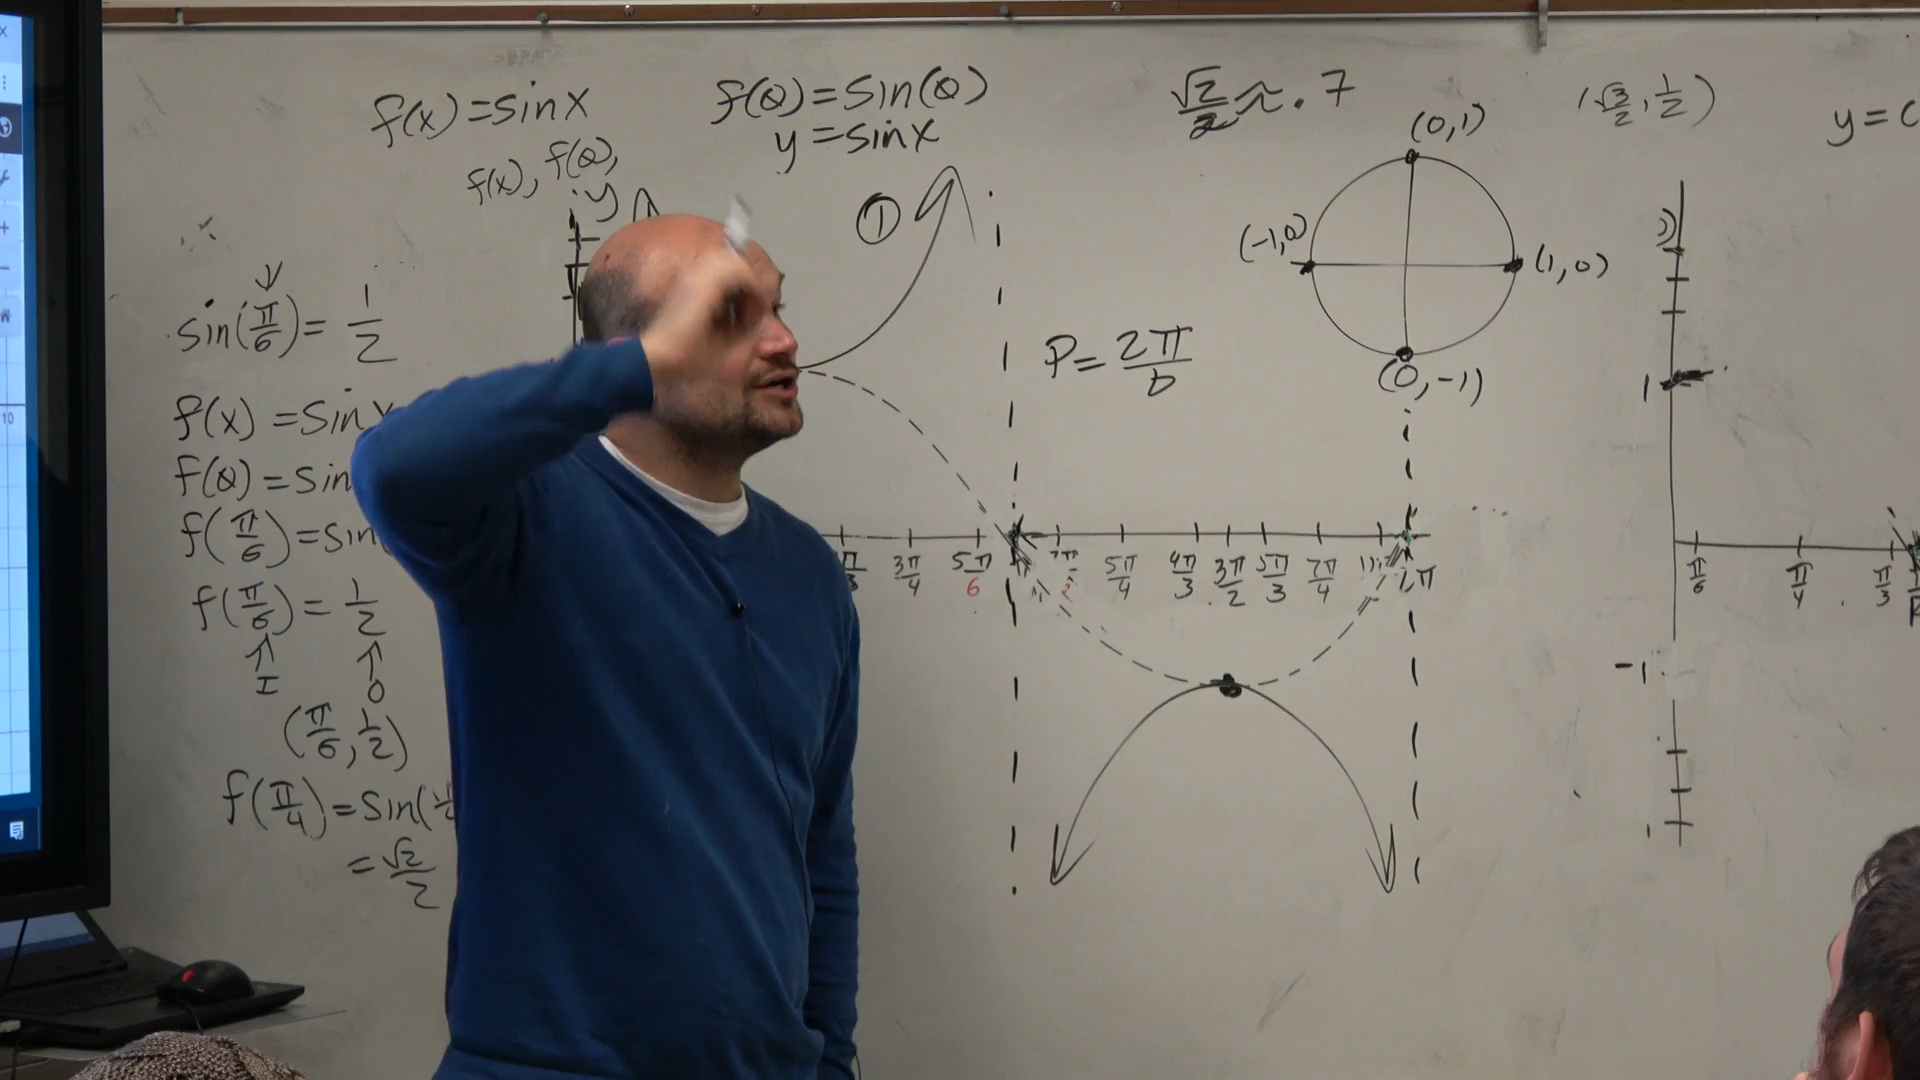 f(x) = sinx
f(θ) = sin(θ)
y = sinx
f(x), f(θ),
y
①
√2/2 ≈ .7
(√3/2, 1/2)
(0,1)
(-1,0)
(1,0)
(0,-1)
P = 2π/b
sin(π/6) = 1/2
f(x) = sinx
f(θ) = sin
f(π/6) = sin(
f(π/6) = 1/2
I O
(π/6, 1/2)
f(π/4) = sin(
= √2/2
3π/4 5π/6 π 5π/4 4π/3 3π/2 5π/3 7π/4
y = C
1
-1
π/6 π/4 π/3
10